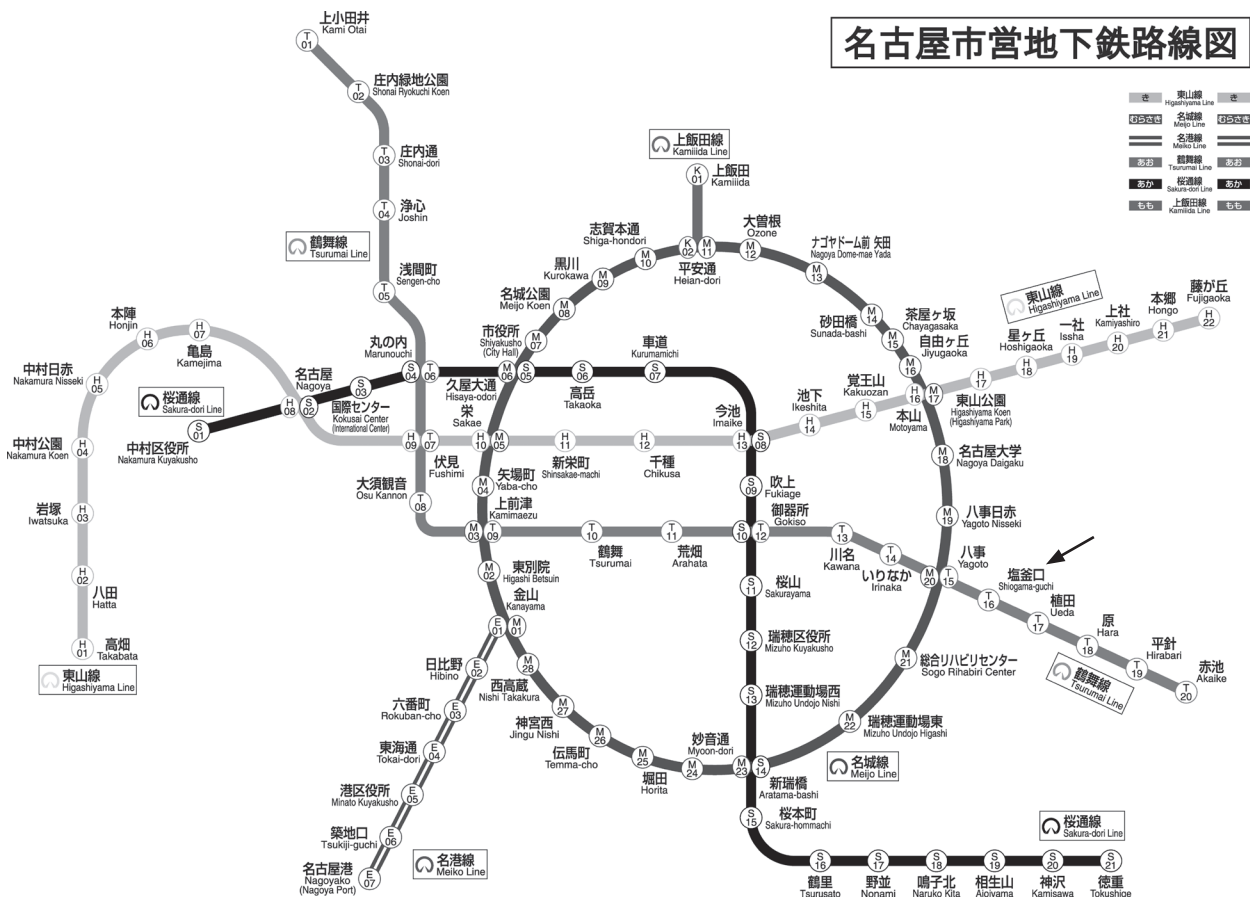 名古屋市営地下鉄路線図
き 東山線 き
Higashiyama Line
むらさき 名城線 むらさき
Meijo Line
名港線
Meiko Line
あお 鶴舞線 あお
Tsurumai Line
あか 桜通線 あか
Sakura-dori Line
もも 上飯田線 もも
Kamiiida Line
上小田井
Kami Otai
T
01
庄内緑地公園
Shonai Ryokuchi Koen
T
02
庄内通
Shonai-dori
T
03
浄心
Joshin
T
04
鶴舞線
Tsurumai Line
浅間町
Sengen-cho
T
05
上飯田線
Kamiiida Line
K
01
上飯田
Kamiiida
志賀本通
Shiga-hondori
M
10
K
02
M
11
平安通
Heian-dori
大曽根
Ozone
M
12
ナゴヤドーム前 矢田
Nagoya Dome-mae Yada
M
13
黒川
Kurokawa
M
09
名城公園
Meijo Koen
M
08
市役所
Shiyakusho
(City Hall)
M
07
砂田橋
Sunada-bashi
M
14
茶屋ヶ坂
Chayagasaka
M
15
自由ヶ丘
Jiyugaoka
M
16
東山線
Higashiyama Line
星ヶ丘
Hoshigaoka
H
18
一社
Issha
H
19
上社
Kamiyashiro
H
20
本郷
Hongo
H
21
藤が丘
Fujigaoka
H
22
H
17
東山公園
Higashiyama Koen
(Higashiyama Park)
H
16
M
17
本山
Motoyama
覚王山
Kakuozan
H
15
池下
Ikeshita
H
14
本陣
Honjin
H
06
H
07
亀島
Kamejima
中村日赤
Nakamura Nisseki
H
05
中村公園
Nakamura Koen
H
04
岩塚
Iwatsuka
H
03
H
02
八田
Hatta
H
01
高畑
Takabata
東山線
Higashiyama Line
桜通線
Sakura-dori Line
S
01
中村区役所
Nakamura Kuyakusho
名古屋
Nagoya
H
08
S
02
S
03
国際センター
Kokusai Center
(International Center)
丸の内
Marunouchi
S
04
T
06
M
06
S
05
久屋大通
Hisaya-odori
S
06
高岳
Takaoka
車道
Kurumamichi
S
07
今池
Imaike
H
13
S
08
H
09
T
07
伏見
Fushimi
栄
Sakae
H
10
M
05
H
11
新栄町
Shinsakae-machi
H
12
千種
Chikusa
大須観音
Osu Kannon
T
08
M
04
矢場町
Yaba-cho
上前津
Kamimaezu
M
03
T
09
T
10
鶴舞
Tsurumai
T
11
荒畑
Arahata
S
09
吹上
Fukiage
御器所
Gokiso
S
10
T
12
T
13
川名
Kawana
T
14
いりなか
Irinaka
M
18
名古屋大学
Nagoya Daigaku
M
19
八事日赤
Yagoto Nisseki
八事
Yagoto
M
20
T
15
塩釜口
Shiogama-guchi
T
16
植田
Ueda
T
17
原
Hara
T
18
平針
Hirabari
T
19
赤池
Akaike
T
20
鶴舞線
Tsurumai Line
M
02
東別院
Higashi Betsuin
金山
Kanayama
E
01
M
01
日比野
Hibino
E
02
六番町
Rokuban-cho
E
03
東海通
Tokai-dori
E
04
港区役所
Minato Kuyakusho
E
05
築地口
Tsukiji-guchi
E
06
名古屋港
Nagoyako
(Nagoya Port)
E
07
名港線
Meiko Line
M
28
西高蔵
Nishi Takakura
M
27
神宮西
Jingu Nishi
M
26
伝馬町
Temma-cho
M
25
堀田
Horita
妙音通
Myoon-dori
M
24
M
23
S
14
新瑞橋
Aratama-bashi
S
11
桜山
Sakurayama
S
12
瑞穂区役所
Mizuho Kuyakusho
S
13
瑞穂運動場西
Mizuho Undojo Nishi
M
21
総合リハビリセンター
Sogo Rihabiri Center
M
22
瑞穂運動場東
Mizuho Undojo Higashi
名城線
Meijo Line
S
15
桜本町
Sakura-hommachi
桜通線
Sakura-dori Line
S
16
鶴里
Tsurusato
S
17
野並
Nonami
S
18
鳴子北
Naruko Kita
S
19
相生山
Aioiyama
S
20
神沢
Kamisawa
S
21
徳重
Tokushige